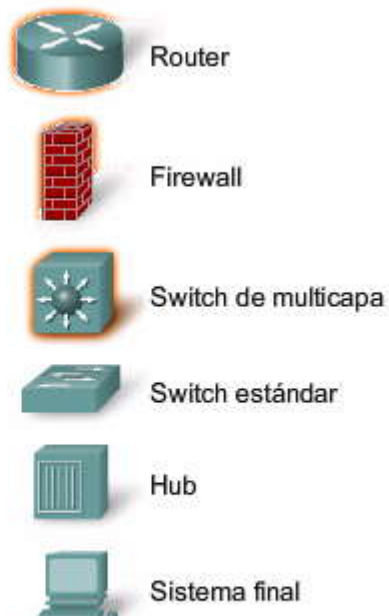 Router
Firewall
Switch de multicapa
Switch estándar
Hub
Sistema final